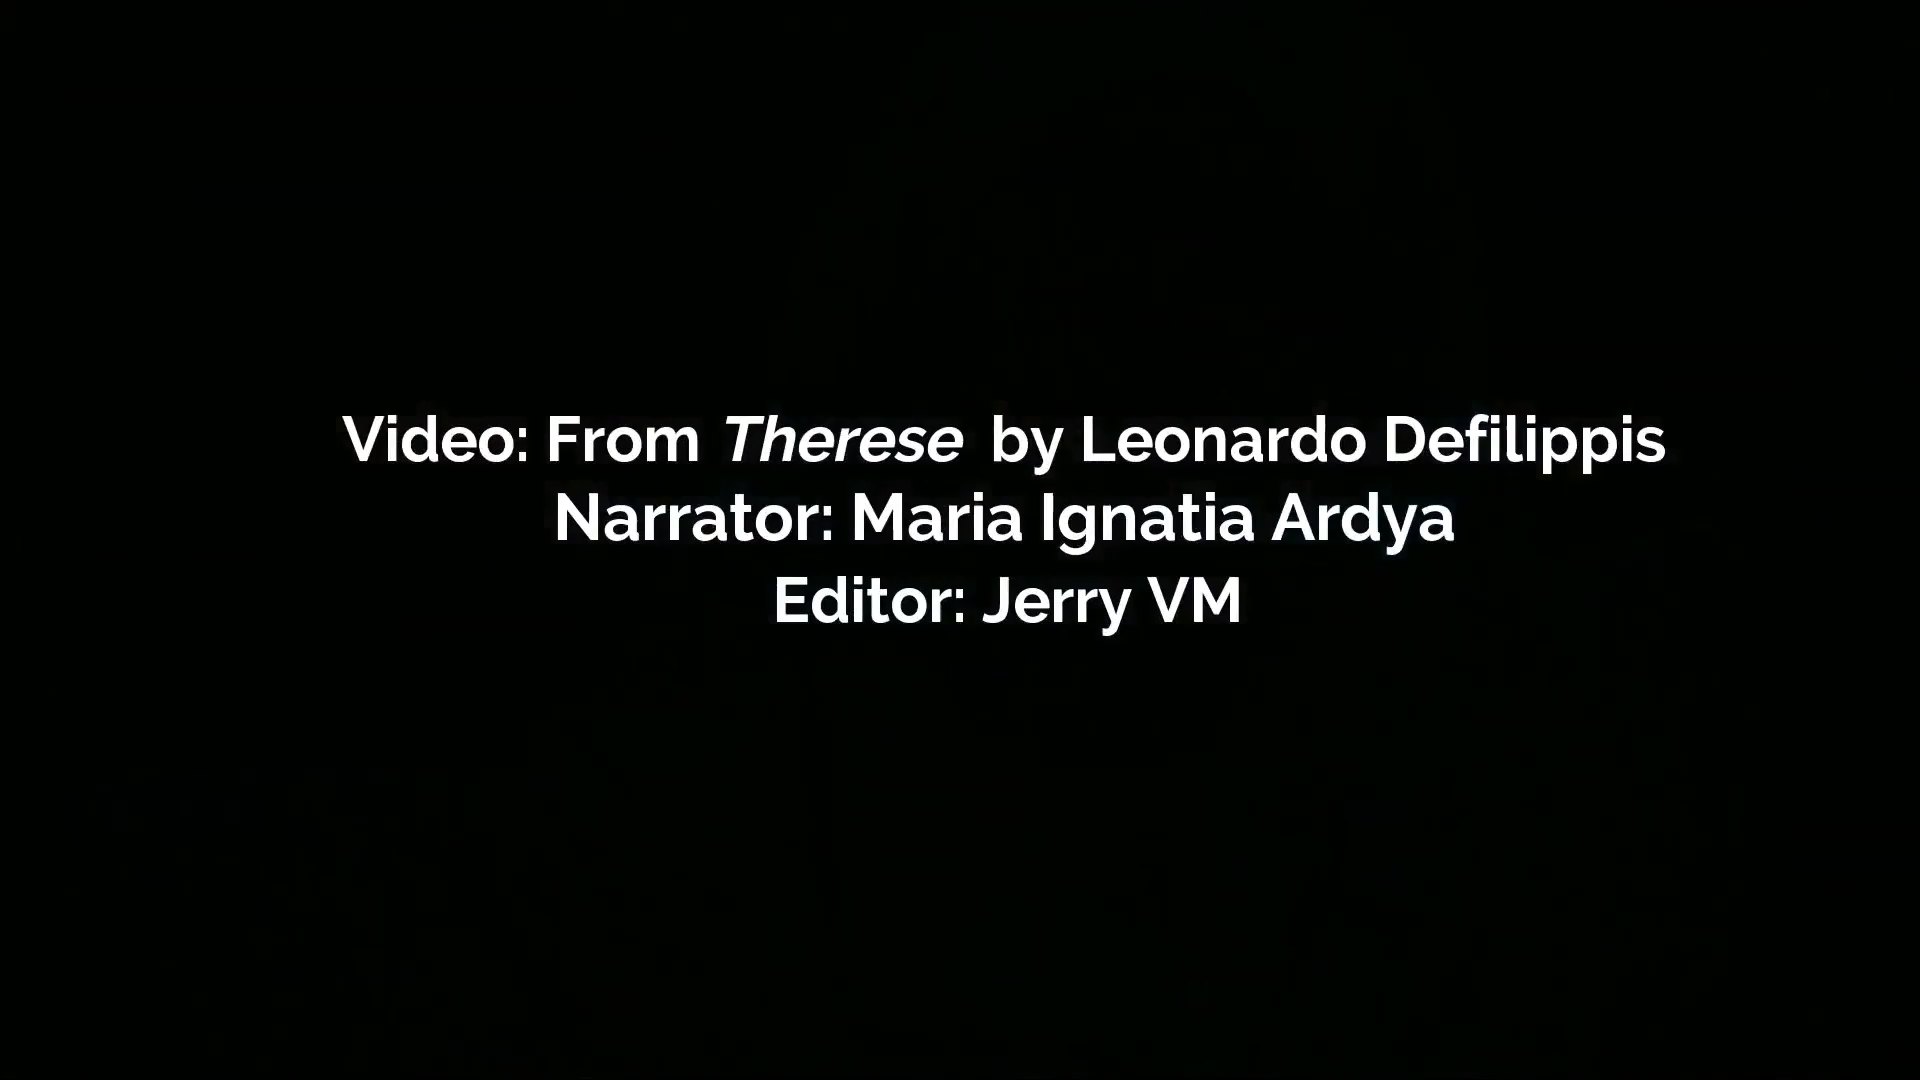 Video: From Therese by Leonardo Defilippis
Narrator: Maria Ignatia Ardya
Editor: Jerry VM